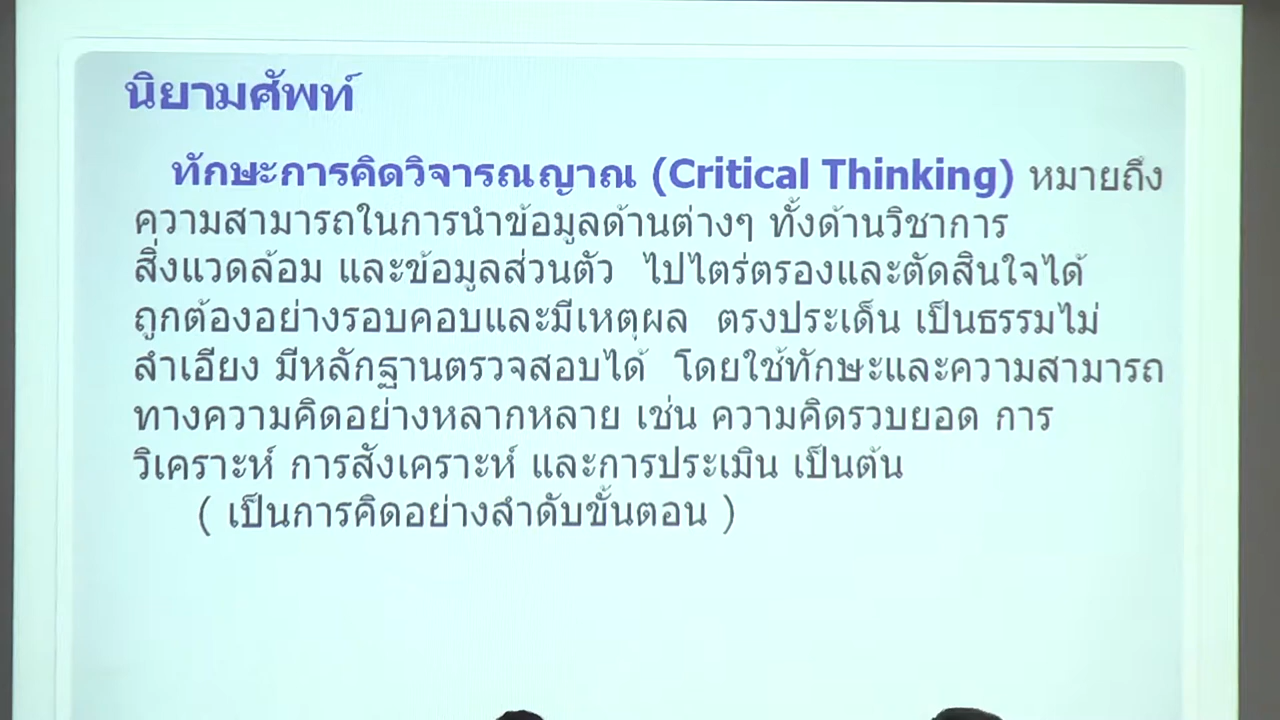 นิยามศัพท์
ทักษะการคิดวิจารณญาณ (Critical Thinking) หมายถึง
ความสามารถในการนำข้อมูลด้านต่างๆ ทั้งด้านวิชาการ
สิ่งแวดล้อม และข้อมูลส่วนตัว ไปไตร่ตรองและตัดสินใจได้
ถูกต้องอย่างรอบคอบและมีเหตุผล ตรงประเด็น เป็นธรรมไม่
ลำเอียง มีหลักฐานตรวจสอบได้ โดยใช้ทักษะและความสามารถ
ทางความคิดอย่างหลากหลาย เช่น ความคิดรวบยอด การ
วิเคราะห์ การสังเคราะห์ และการประเมิน เป็นต้น
( เป็นการคิดอย่างลำดับขั้นตอน )